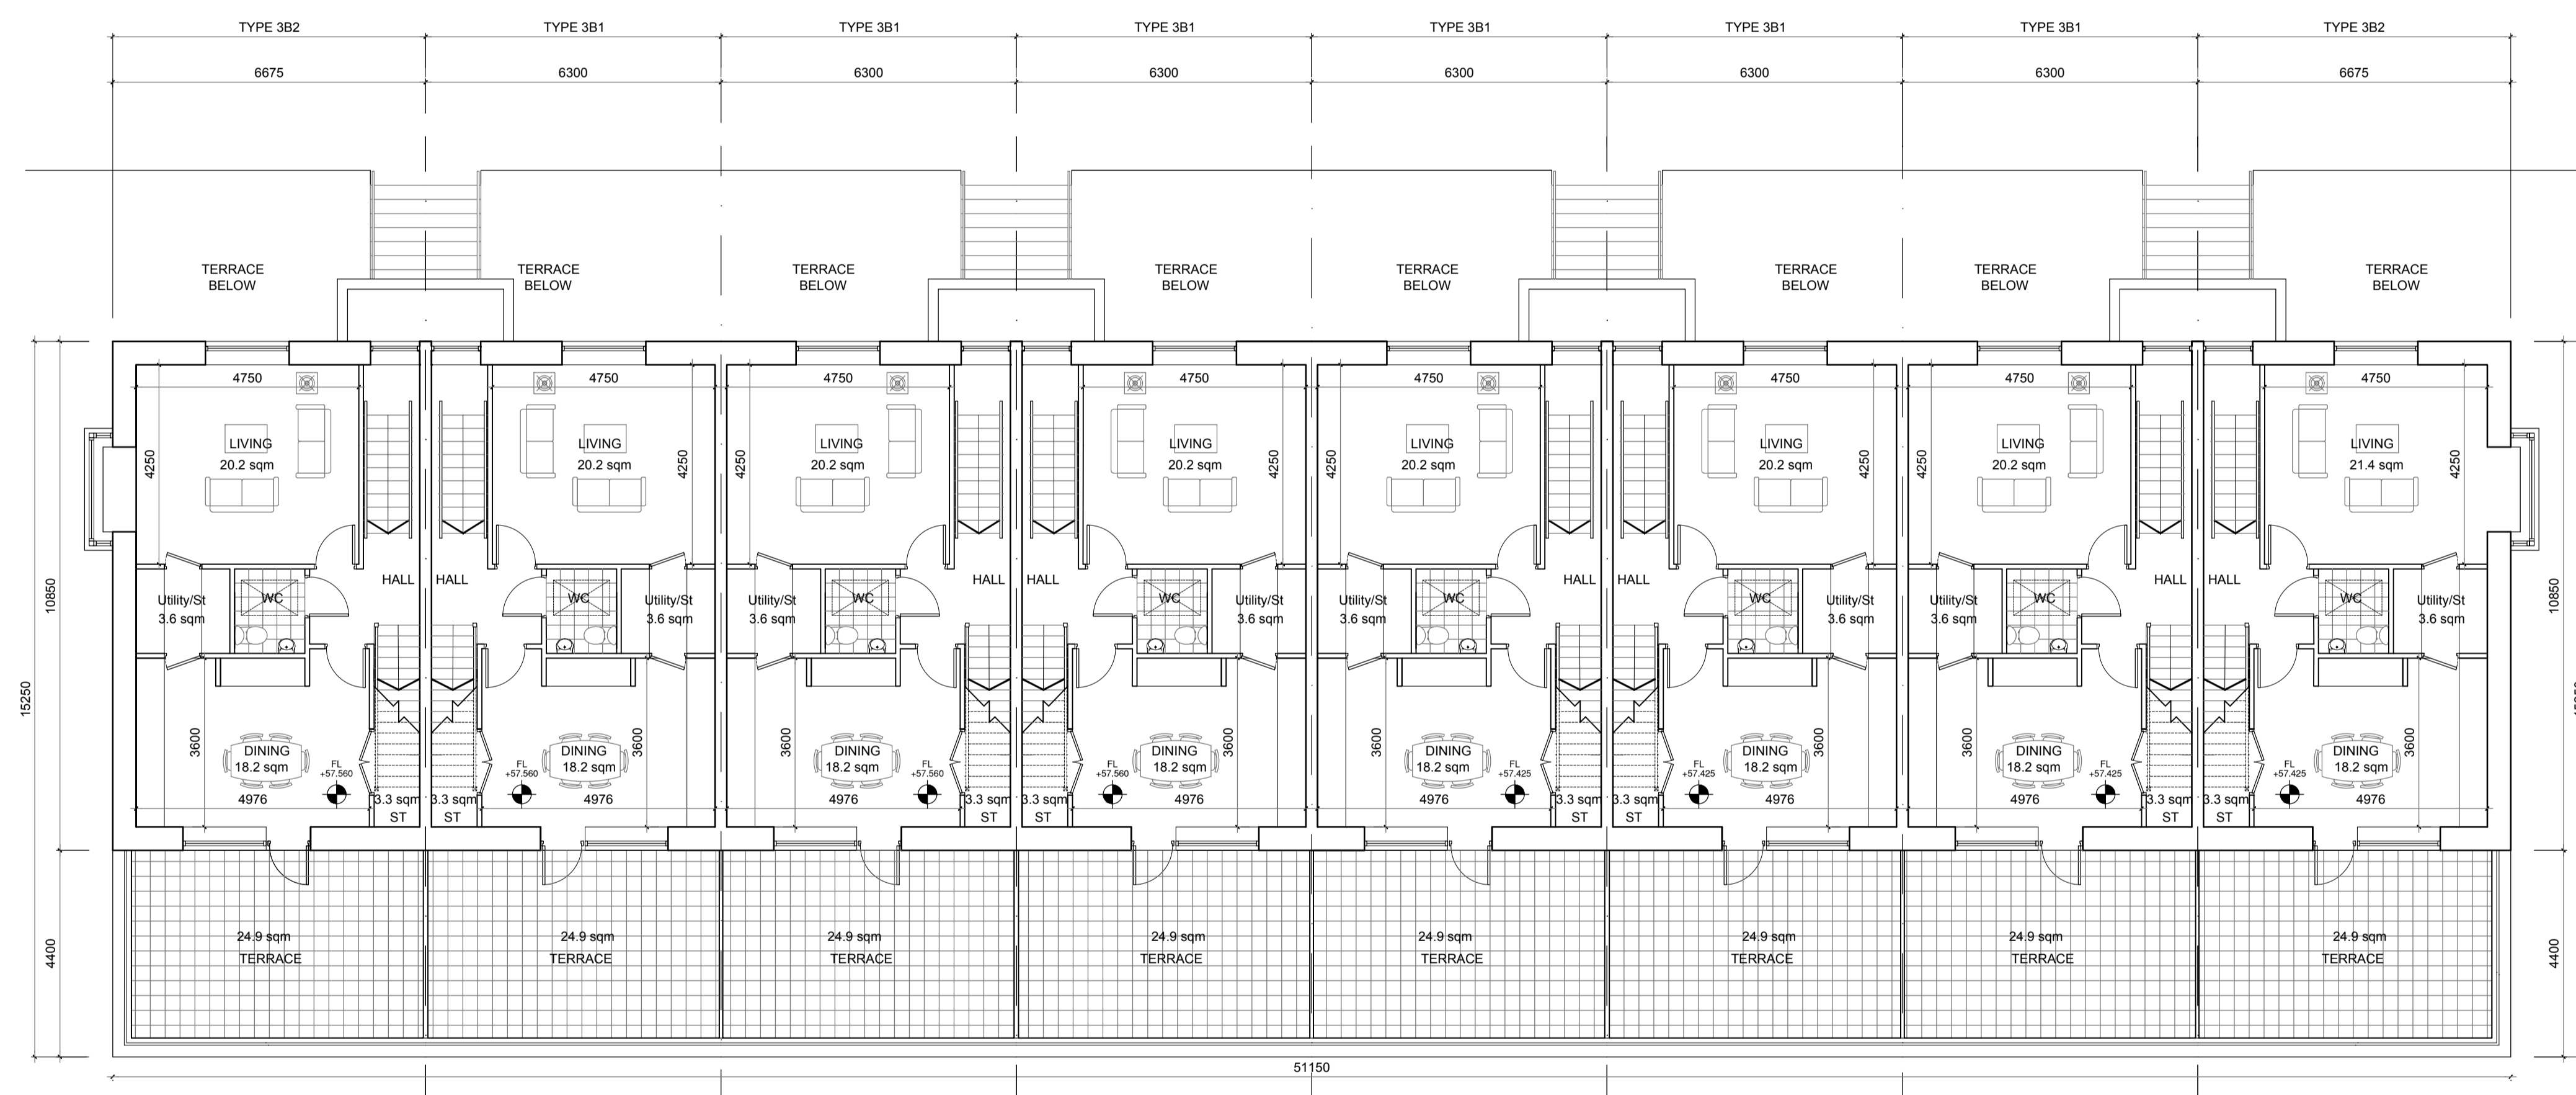 TYPE 3B2 TYPE 3B1 TYPE 3B1 TYPE 3B1 TYPE 3B1 TYPE 3B1 TYPE 3B1 TYPE 3B2
6675 6300 6300 6300 6300 6300 6300 6675
TERRACE TERRACE TERRACE TERRACE TERRACE TERRACE TERRACE TERRACE
BELOW BELOW BELOW BELOW BELOW BELOW BELOW BELOW
4750 4750 4750 4750 4750 4750 4750 4750
LIVING LIVING LIVING LIVING LIVING LIVING LIVING LIVING
20.2 sqm 20.2 sqm 20.2 sqm 20.2 sqm 20.2 sqm 20.2 sqm 20.2 sqm 21.4 sqm
4250 4250 4250 4250 4250 4250 4250 4250
HALL HALL HALL HALL HALL HALL HALL HALL
Utility/St WC WC Utility/St Utility/St WC WC Utility/St Utility/St WC WC Utility/St Utility/St WC WC Utility/St
3.6 sqm 3.6 sqm 3.6 sqm 3.6 sqm 3.6 sqm 3.6 sqm 3.6 sqm 3.6 sqm
10850 10850
15250
3600 3600 3600 3600 3600 3600 3600 3600
DINING DINING DINING DINING DINING DINING DINING DINING
18.2 sqm 18.2 sqm 18.2 sqm 18.2 sqm 18.2 sqm 18.2 sqm 18.2 sqm 18.2 sqm
FL FL FL FL FL FL FL FL
+57.560 +57.560 +57.560 +57.560 +57.425 +57.425 +57.425 +57.425
4976 3.3 sqm 3.3 sqm 4976 4976 3.3 sqm 3.3 sqm 4976 4976 3.3 sqm 3.3 sqm 4976 4976 3.3 sqm 3.3 sqm 4976
ST ST ST ST ST ST ST ST
24.9 sqm 24.9 sqm 24.9 sqm 24.9 sqm 24.9 sqm 24.9 sqm 24.9 sqm 24.9 sqm
TERRACE TERRACE TERRACE TERRACE TERRACE TERRACE TERRACE TERRACE
4400 4400
51150